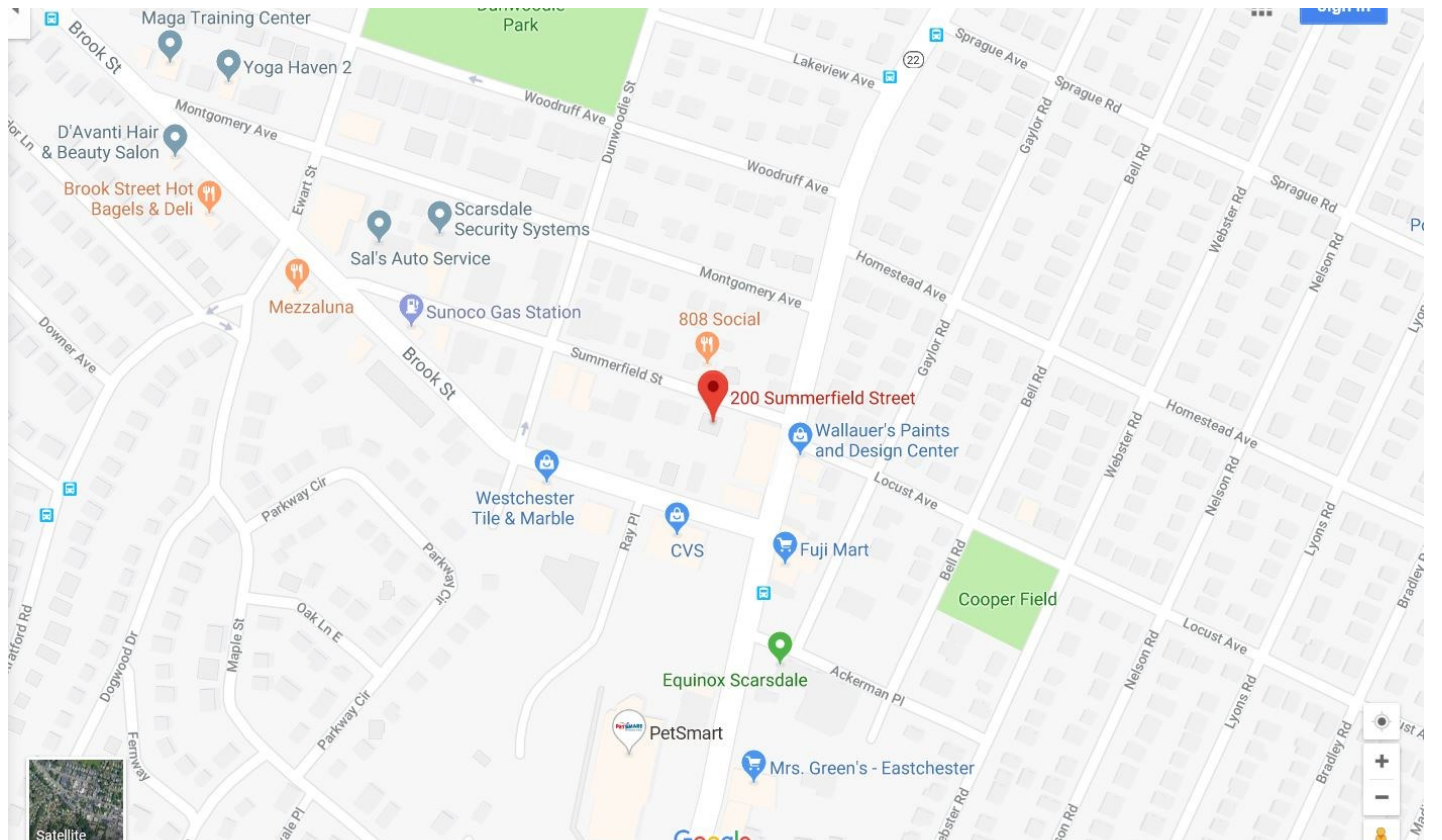 Sign in
Dunwoodie
Park
Maga Training Center
Brook St
Yoga Haven 2
22
Sprague Ave
Lakeview Ave
Sprague Rd
Woodruff Ave
Montgomery Ave
Dunwoodie St
Gaylor Rd
Bell Rd
D'Avanti Hair
& Beauty Salon
Woodruff Ave
Brook Street Hot
Bagels & Deli
Ewart St
Sprague Rd
Webster Rd
Scarsdale
Security Systems
Nelson Rd
Sal's Auto Service
Homestead Ave
Montgomery Ave
Mezzaluna
Sunoco Gas Station
808 Social
Downer Ave
Brook St
Summerfield St
Gaylor Rd
Bell Rd
200 Summerfield Street
Homestead Ave
Wallauer's Paints
and Design Center
Webster Rd
Locust Ave
Nelson Rd
Parkway Cir
Westchester
Tile & Marble
Ray Pl
CVS
Fuji Mart
Lyons Rd
Bell Rd
Parkway Cir
Bradley
Cooper Field
Oak Ln E
Maple St
Locust Ave
Dogwood Dr
Nelson Rd
Equinox Scarsdale
Ackerman Pl
Lyons Rd
Parkway Cir
PetSmart
PETSMART
Fernway
Mrs. Green's - Eastchester
Bradley Rd
+
−
Satellite
Google